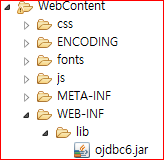 WebContent
css
ENCODING
fonts
js
META-INF
WEB-INF
lib
ojdbc6.jar